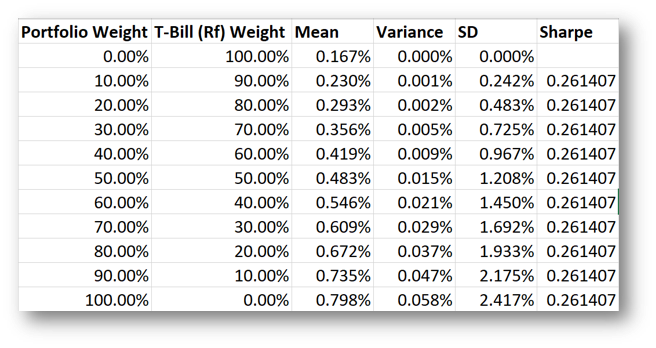 Portfolio Weight T-Bill (Rf) Weight Mean Variance SD Sharpe
0.00% 100.00% 0.167% 0.000% 0.000%
10.00% 90.00% 0.230% 0.001% 0.242% 0.261407
20.00% 80.00% 0.293% 0.002% 0.483% 0.261407
30.00% 70.00% 0.356% 0.005% 0.725% 0.261407
40.00% 60.00% 0.419% 0.009% 0.967% 0.261407
50.00% 50.00% 0.483% 0.015% 1.208% 0.261407
60.00% 40.00% 0.546% 0.021% 1.450% 0.261407
70.00% 30.00% 0.609% 0.029% 1.692% 0.261407
80.00% 20.00% 0.672% 0.037% 1.933% 0.261407
90.00% 10.00% 0.735% 0.047% 2.175% 0.261407
100.00% 0.00% 0.798% 0.058% 2.417% 0.261407